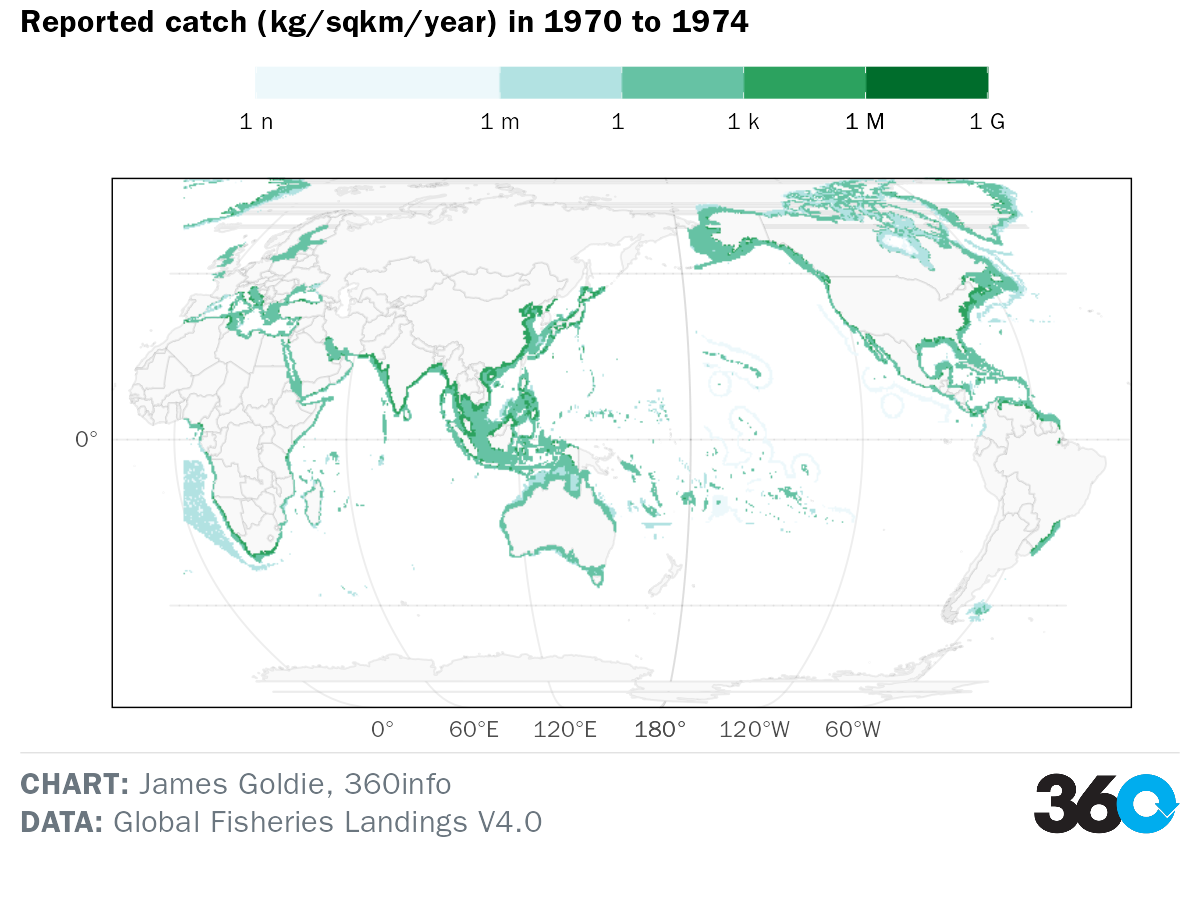 Reported catch (kg/sqkm/year) in 1970 to 1974
1 n 1 m 1 1 k 1 M 1 G
0°
0° 60°E 120°E 180° 120°W 60°W
CHART: James Goldie, 360info
DATA: Global Fisheries Landings V4.0
360